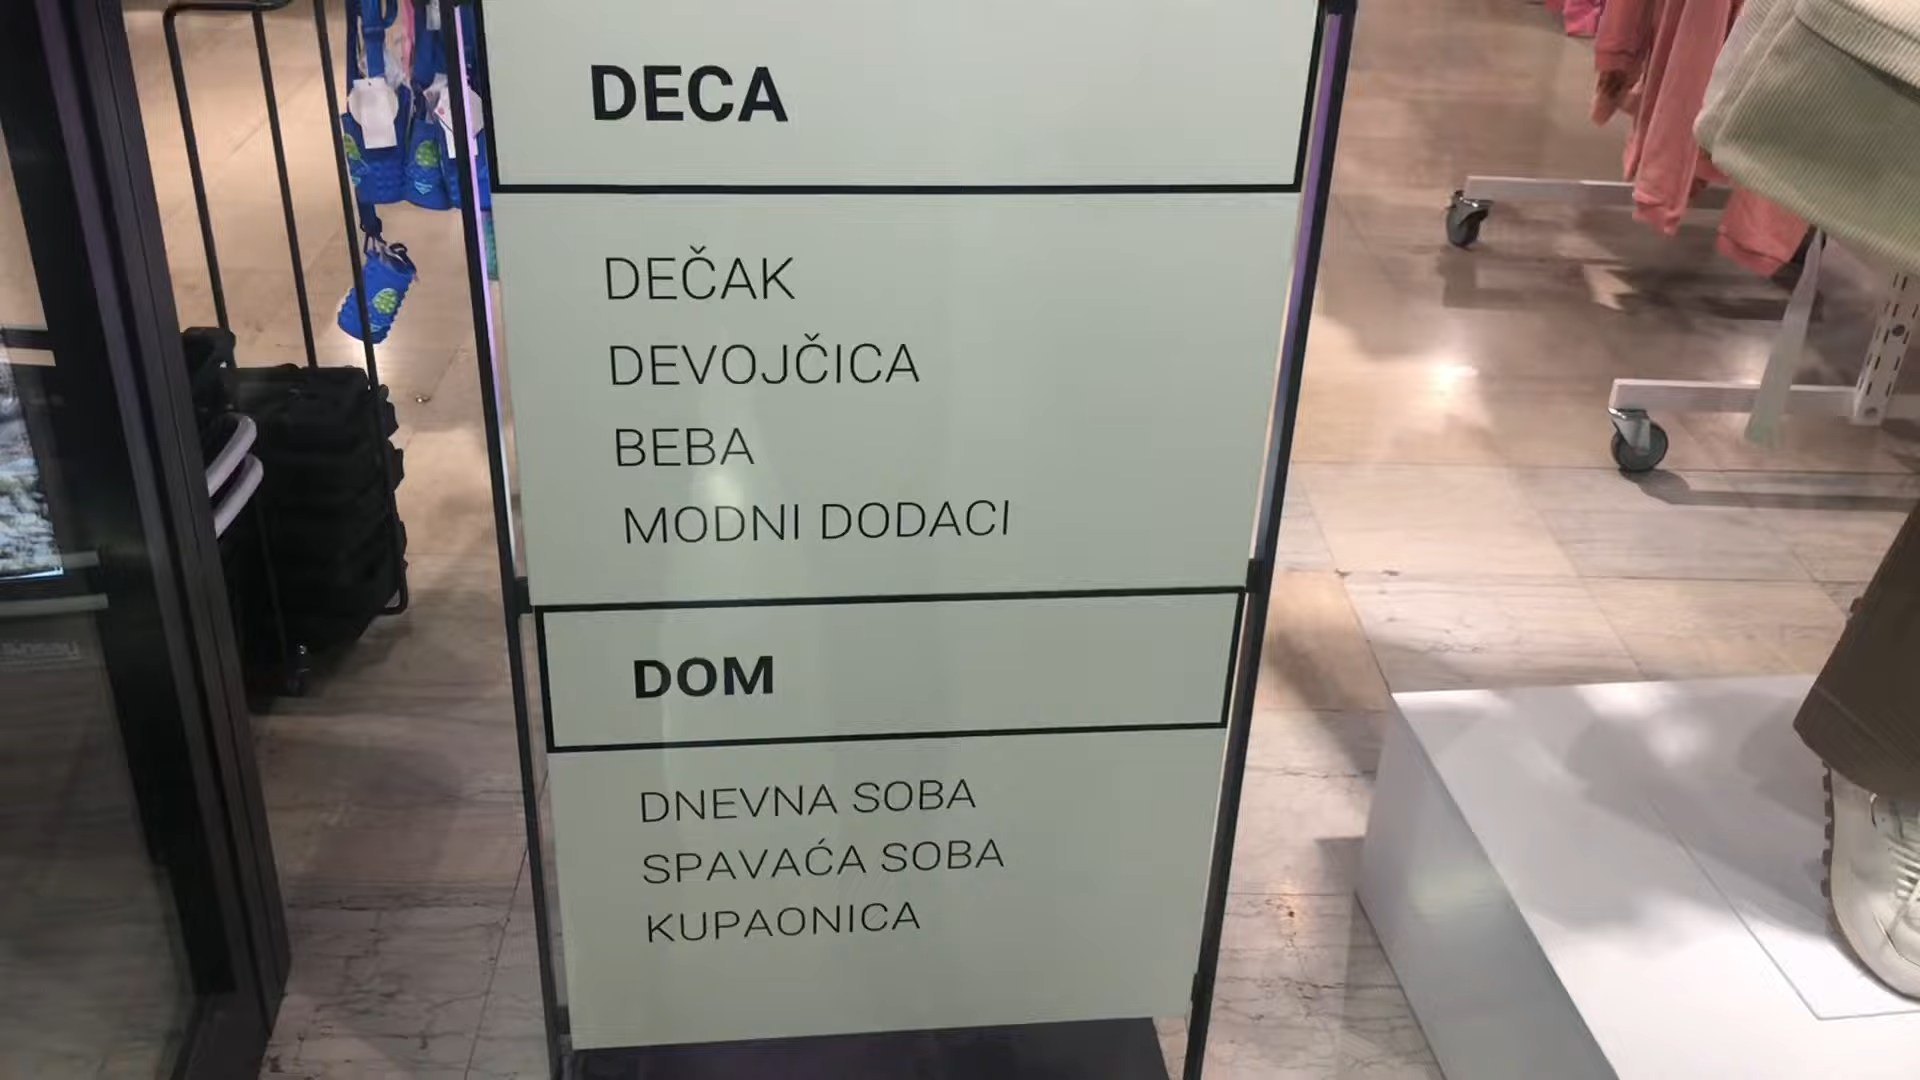 DECA
DEČAK
DEVOJČICA
BEBA
MODNI DODACI
DOM
DNEVNA SOBA
SPAVAĆA SOBA
KUPAONICA